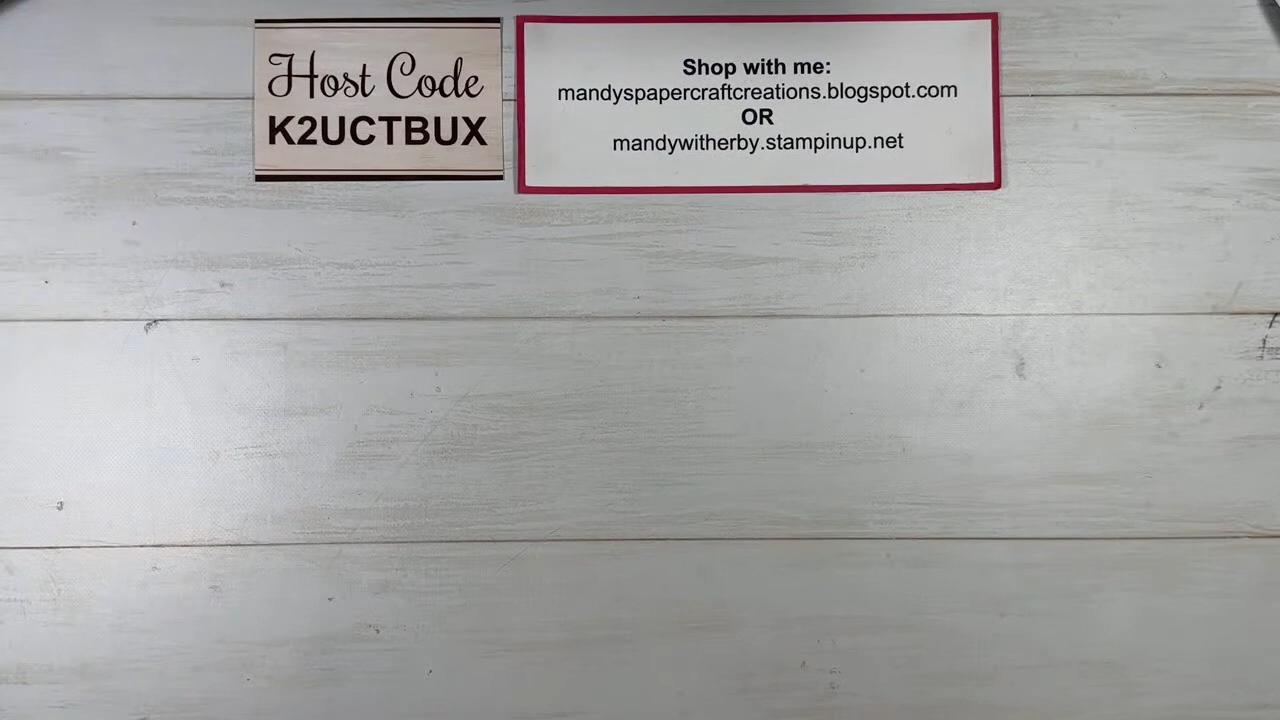 Host Code
K2UCTBUX
Shop with me:
mandyspapercraftcreations.blogspot.com
OR
mandywitherby.stampinup.net